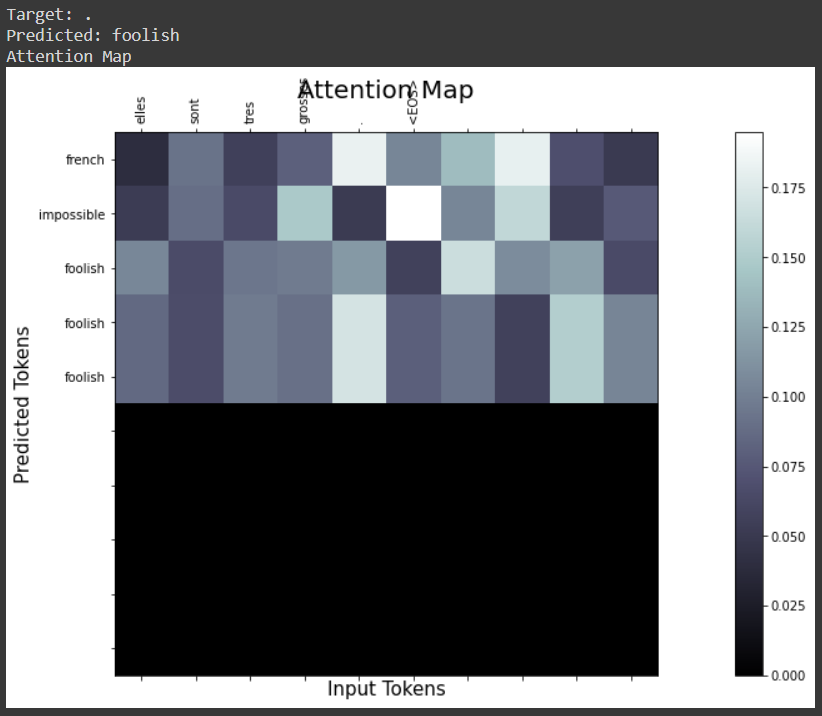 Target: .
Predicted: foolish
Attention Map
Attention Map
elles
sont
tres
grosses
.
<EOS>
french
impossible
foolish
foolish
foolish
Predicted Tokens
Input Tokens
0.175
0.150
0.125
0.100
0.075
0.050
0.025
0.000